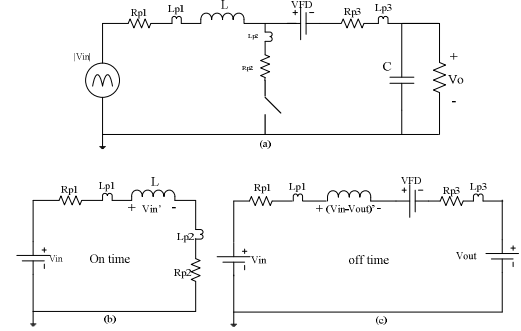 Rp1 Lp1 L VFD Rp3 Lp3
|Vin|
Lp2
Rp2
C
+
Vo
-
(a)
Rp1 Lp1 L
+ Vin' -
Lp2
Rp2
Vin
On time
(b)
Rp1 Lp1 VFD Rp3 Lp3
+ (Vin-Vout)' -
Vin
off time
Vout
(c)